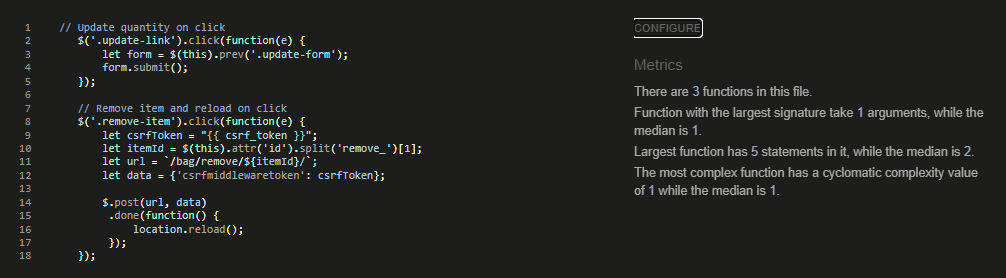 1 // Update quantity on click
2 $('.update-link').click(function(e) {
3 let form = $(this).prev('.update-form');
4 form.submit();
5 });
6
7 // Remove item and reload on click
8 $('.remove-item').click(function(e) {
9 let csrfToken = "{{ csrf_token }}";
10 let itemId = $(this).attr('id').split('remove_')[1];
11 let url = `/bag/remove/${itemId}/`;
12 let data = {'csrfmiddlewaretoken': csrfToken};
13
14 $.post(url, data)
15 .done(function() {
16 location.reload();
17 });
18 });
CONFIGURE
Metrics
There are 3 functions in this file.
Function with the largest signature take 1 arguments, while the
median is 1.
Largest function has 5 statements in it, while the median is 2.
The most complex function has a cyclomatic complexity value
of 1 while the median is 1.